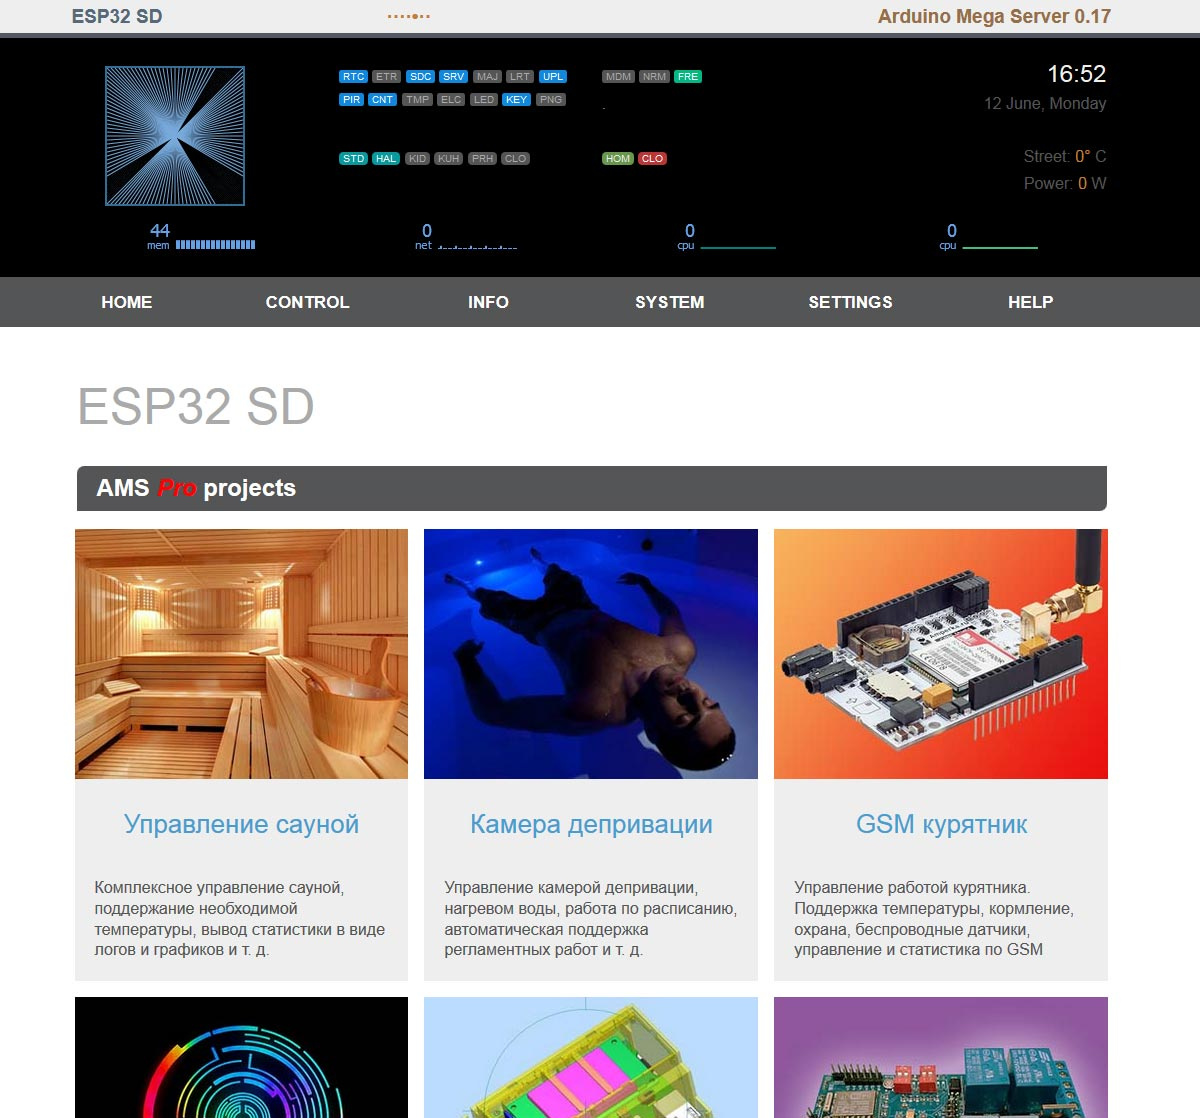 ESP32 SD
Arduino Mega Server 0.17
RTC ETR SDC SRV MAJ LRT UPL
MDM NRM FRE
16:52
PIR CNT TMP ELC LED KEY PNG
.
12 June, Monday
STD HAL KID KUH PRH CLO
HOM CLO
Street: 0° C
Power: 0 W
44
mem
0
net
0
cpu
0
cpu
HOME CONTROL INFO SYSTEM SETTINGS HELP
ESP32 SD
AMS Pro projects
Amperka
Управление сауной
Комплексное управление сауной,
поддержание необходимой
температуры, вывод статистики в виде
логов и графиков и т. д.
Камера депривации
Управление камерой депривации,
нагревом воды, работа по расписанию,
автоматическая поддержка
регламентных работ и т. д.
GSM курятник
Управление работой курятника.
Поддержка температуры, кормление,
охрана, беспроводные датчики,
управление и статистика по GSM